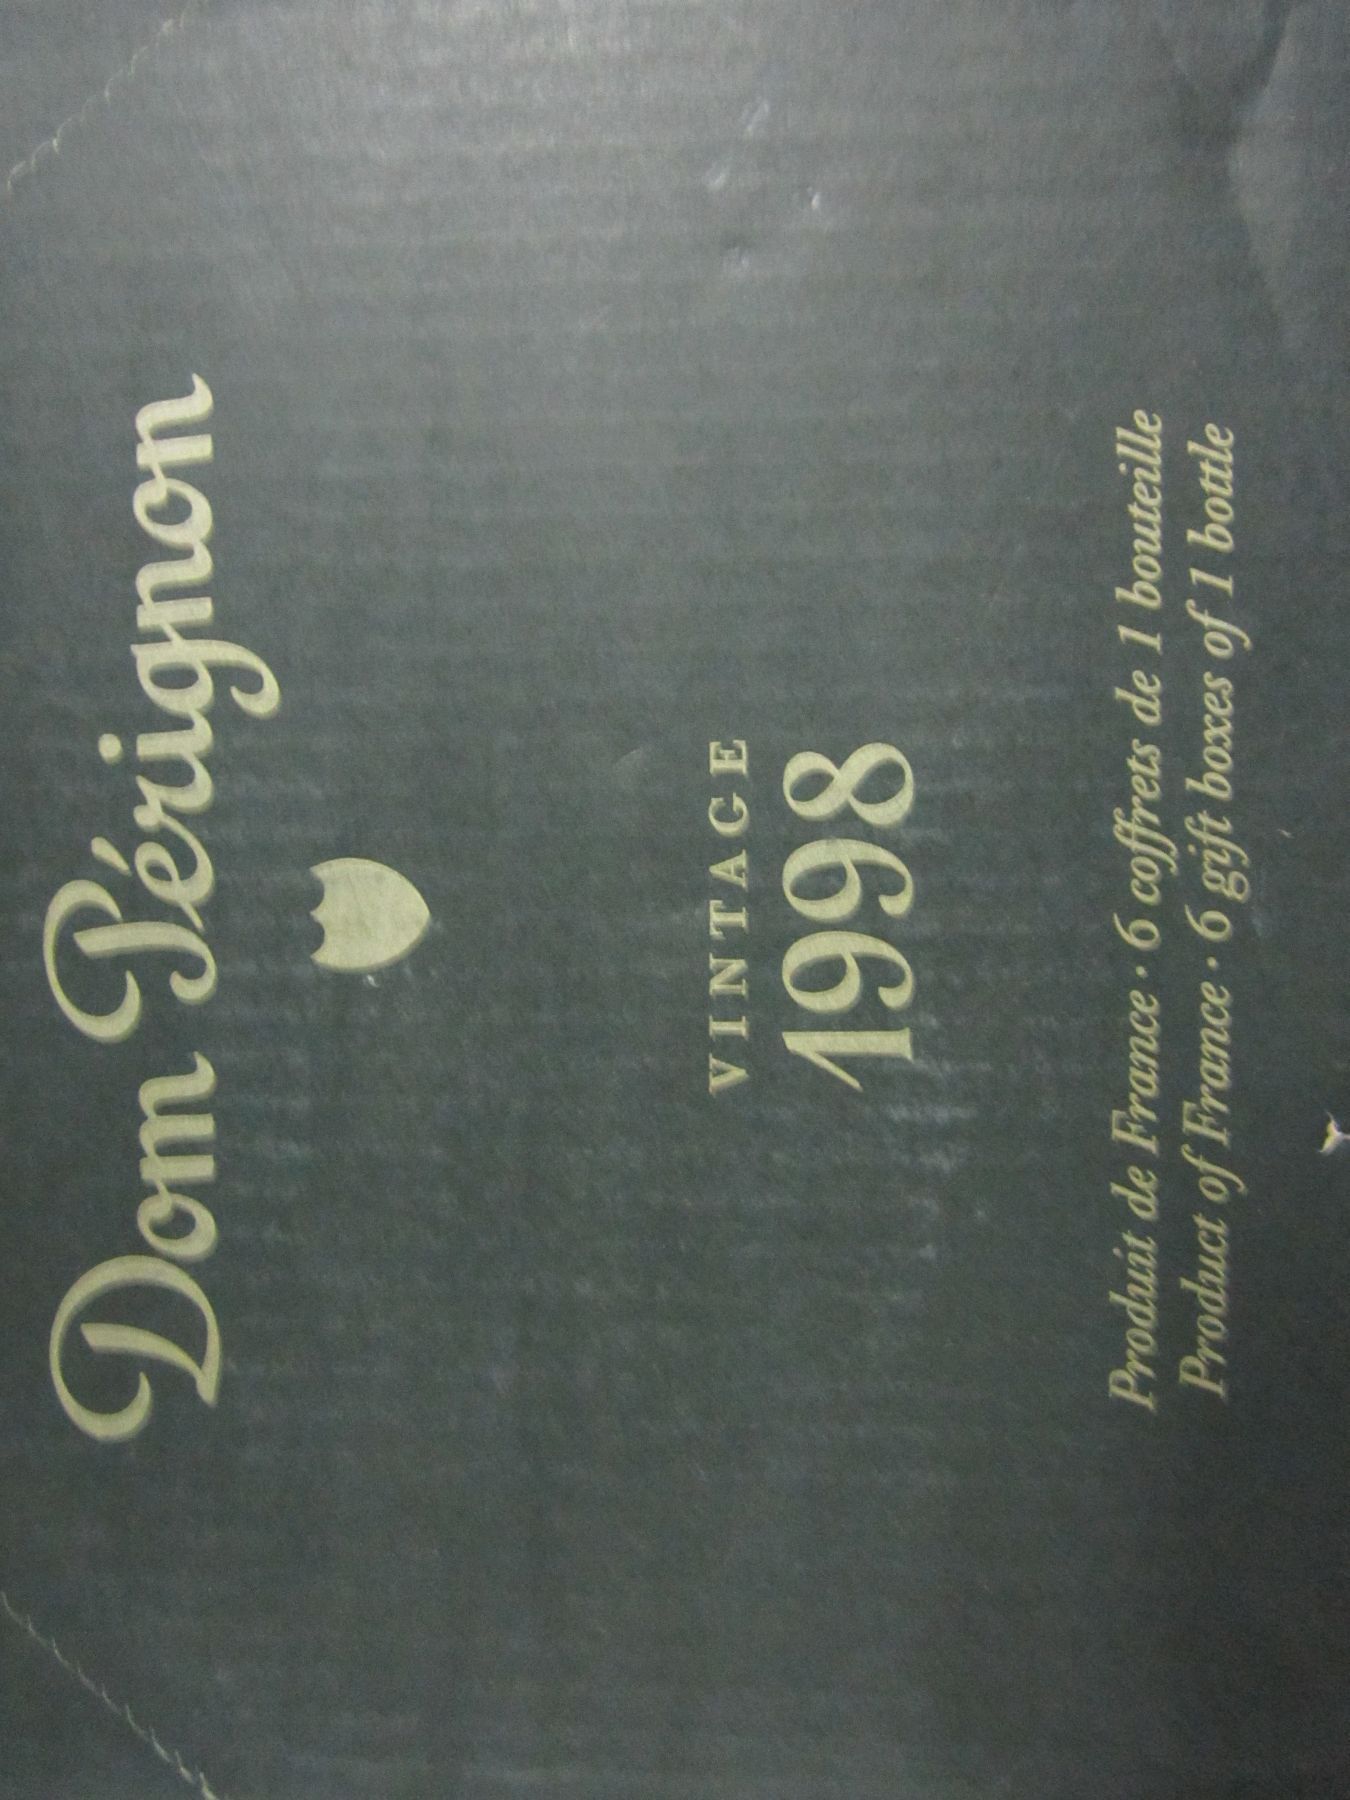 Dom Pérignon
VINTAGE
1998
Produit de France · 6 coffrets de 1 bouteille
Product of France · 6 gift boxes of 1 bottle